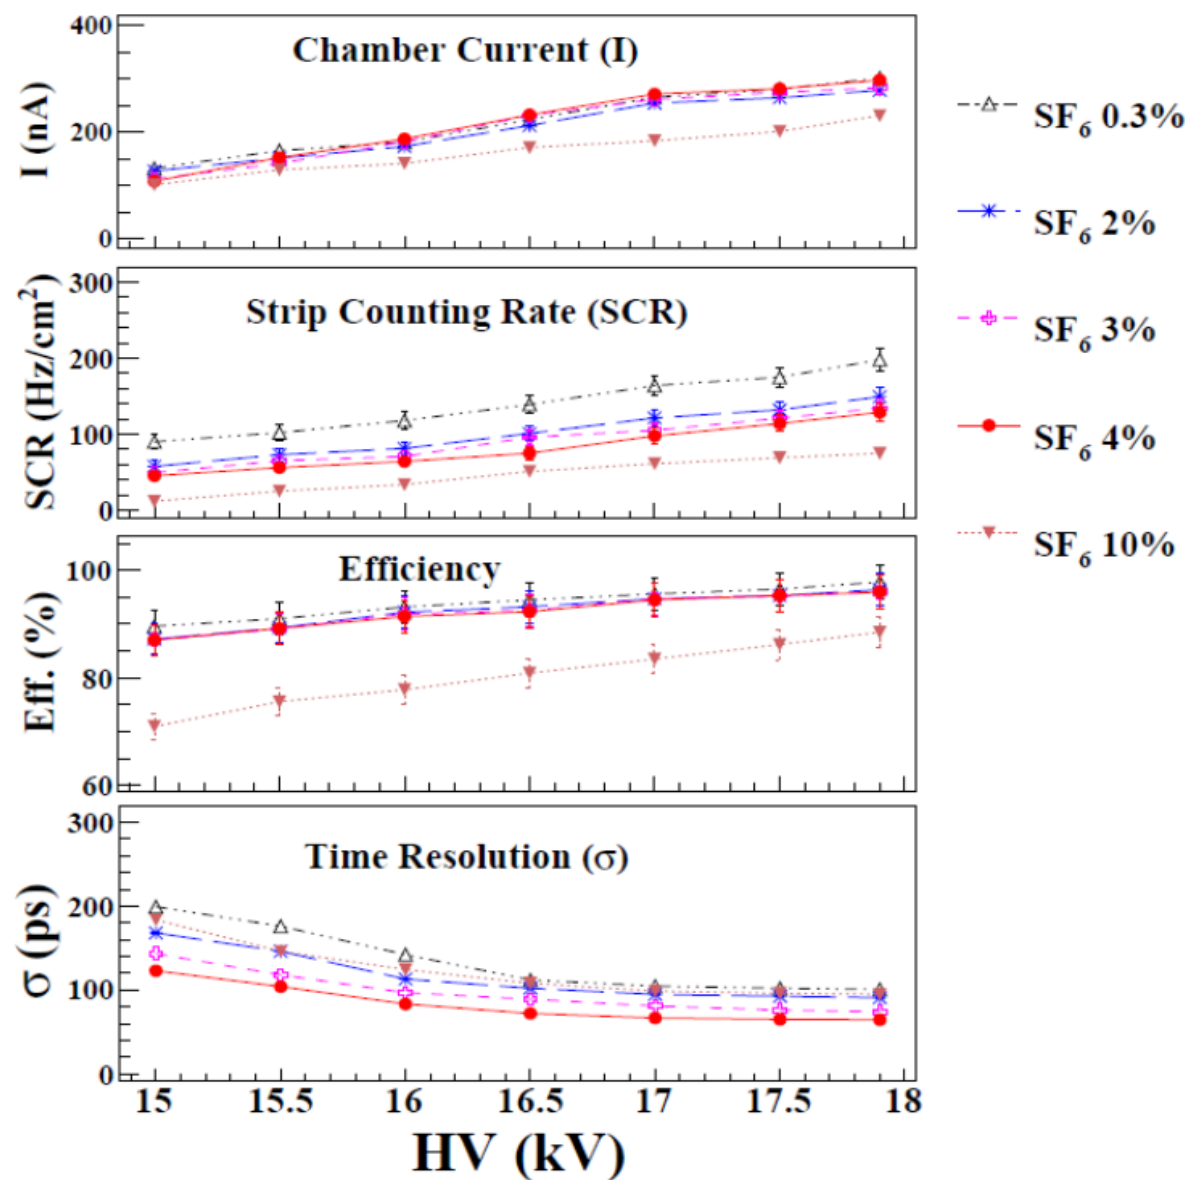 Chamber Current (I)
I (nA)
400
200
0
Strip Counting Rate (SCR)
SCR (Hz/cm²)
300
200
100
0
Efficiency
Eff. (%)
100
80
60
Time Resolution (σ)
σ (ps)
300
200
100
0
15 15.5 16 16.5 17 17.5 18
HV (kV)
SF₆ 0.3%
SF₆ 2%
SF₆ 3%
SF₆ 4%
SF₆ 10%